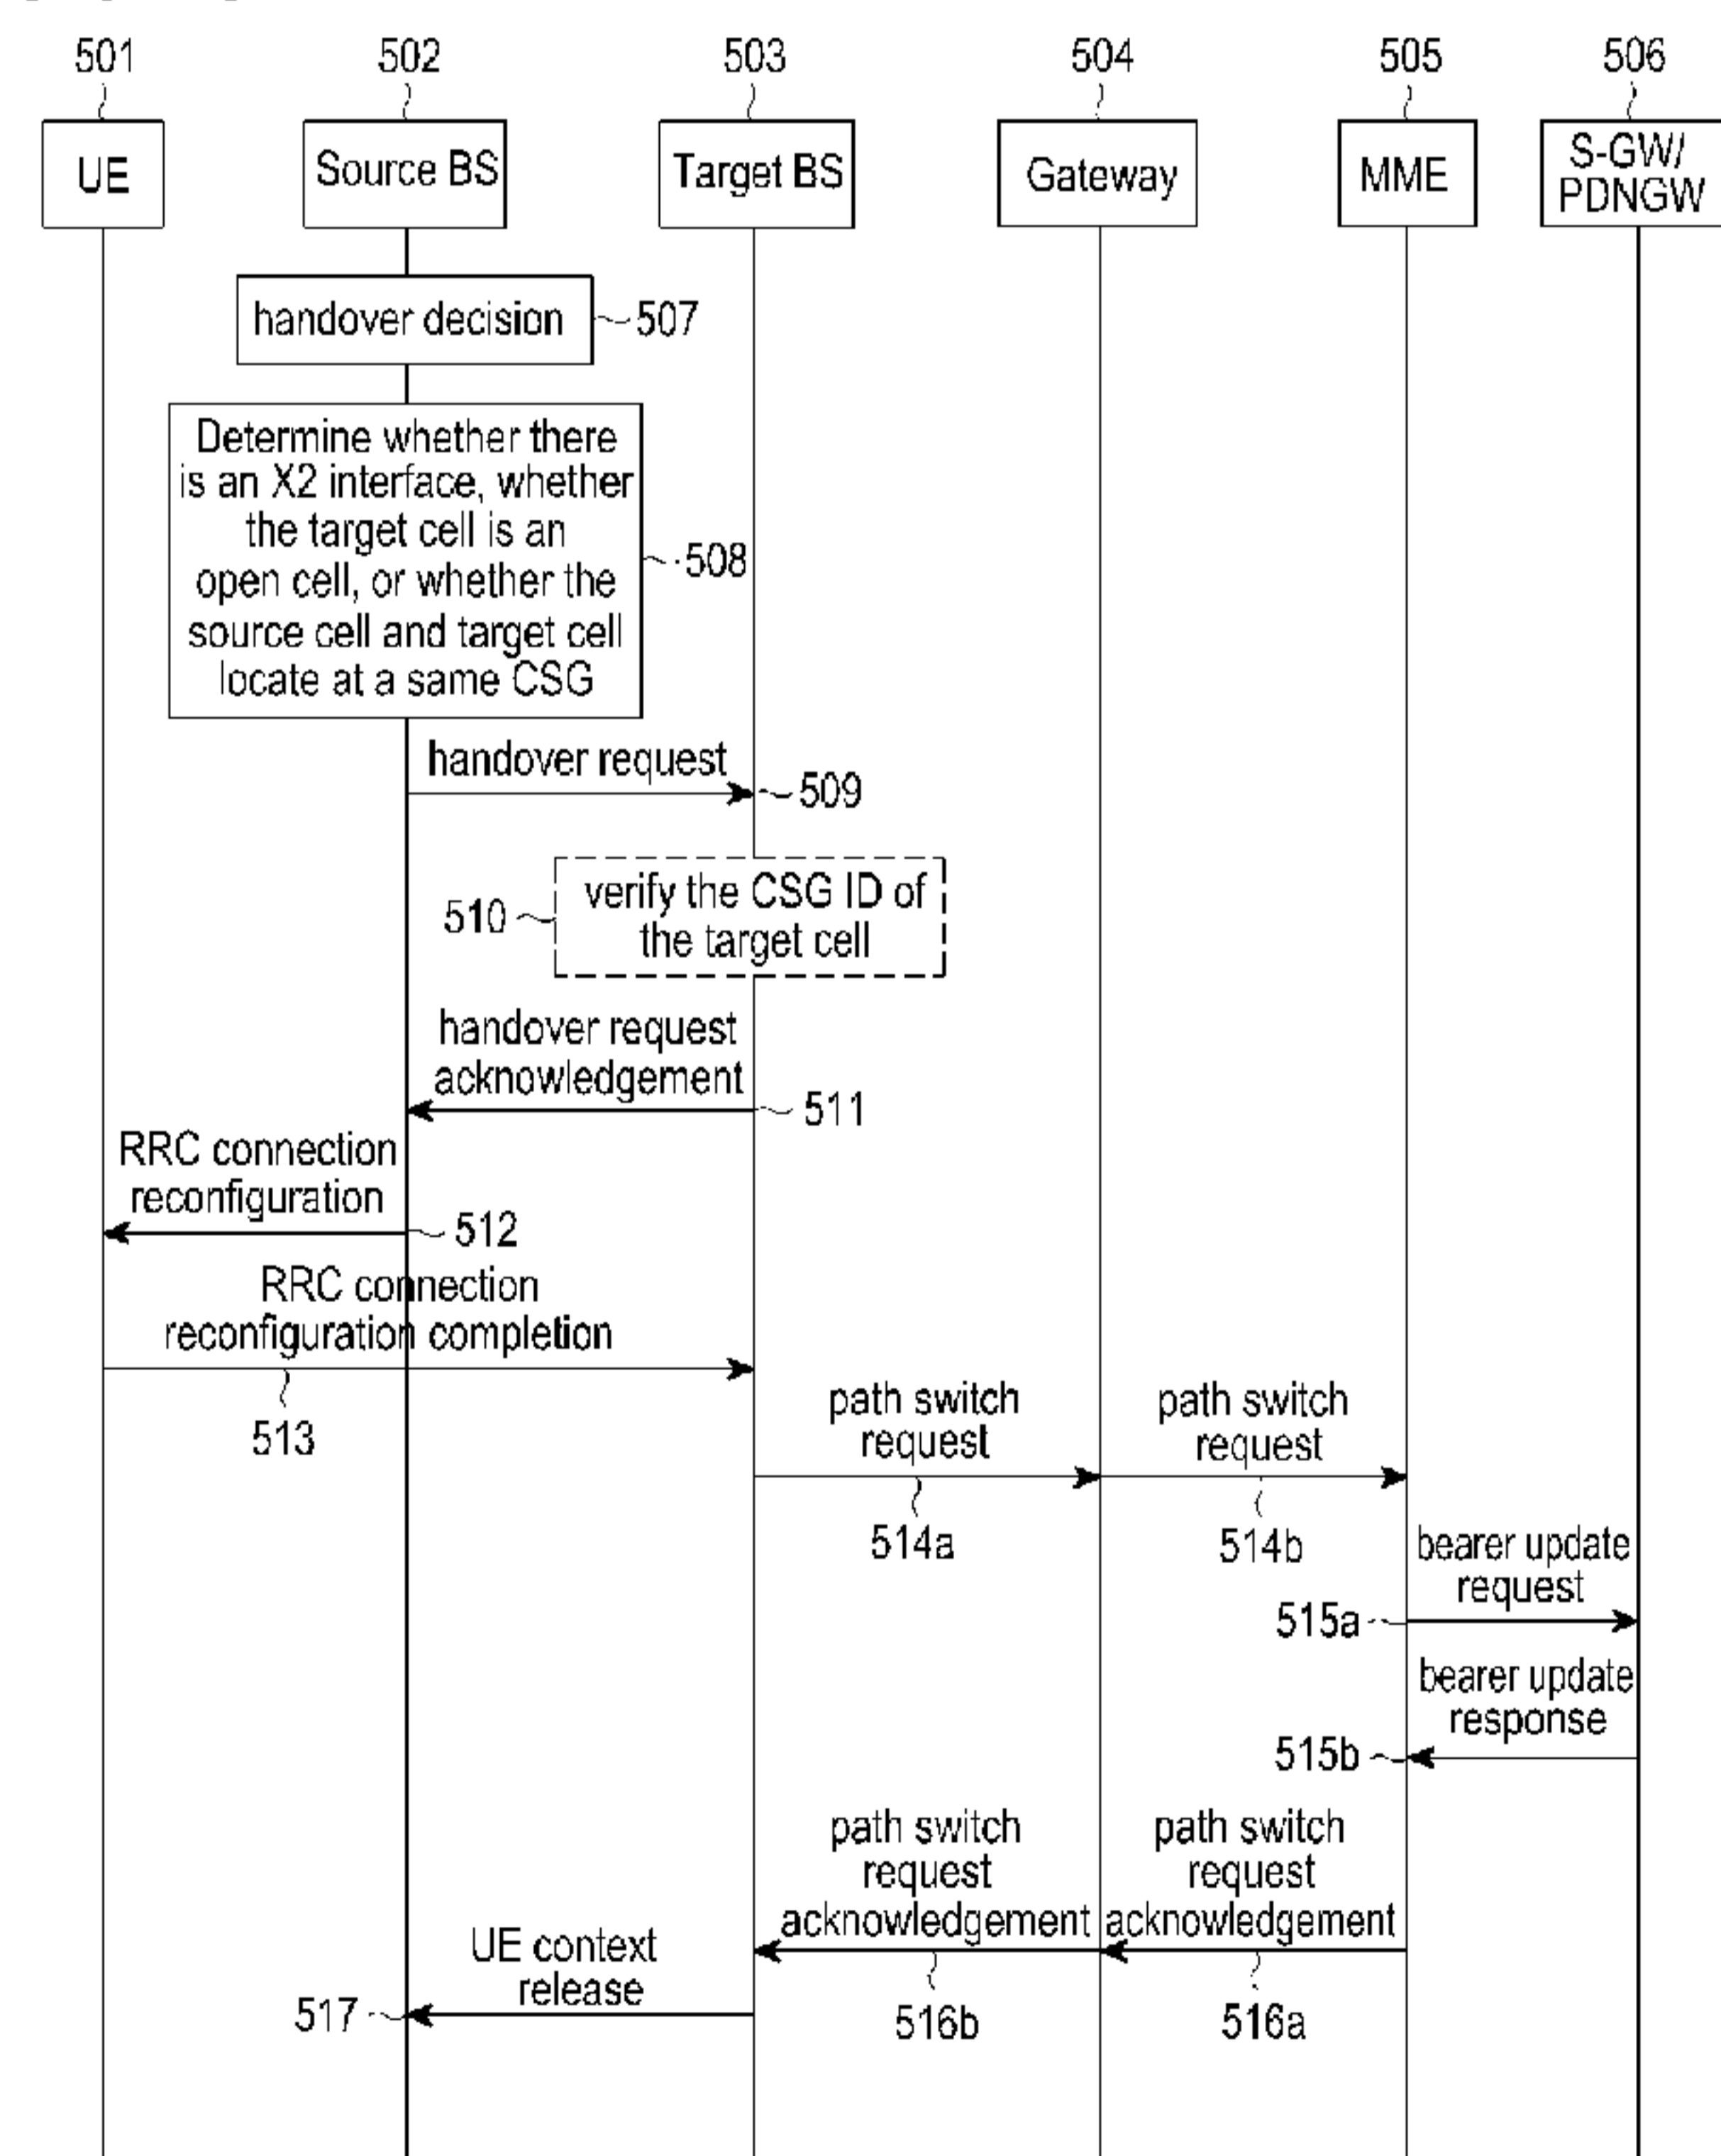 501
502
503
504
505
506
UE
Source BS
Target BS
Gateway
MME
S-GW/
PDNGW
handover decision
507
Determine whether there
is an X2 interface, whether
the target cell is an
open cell, or whether the
source cell and target cell
locate at a same CSG
508
handover request
509
verify the CSG ID of
the target cell
510
handover request
acknowledgement
511
RRC connection
reconfiguration
512
RRC connection
reconfiguration completion
513
path switch
request
514a
path switch
request
514b
bearer update
request
515a
bearer update
response
515b
path switch
request
acknowledgement
516b
path switch
request
acknowledgement
516a
UE context
release
517